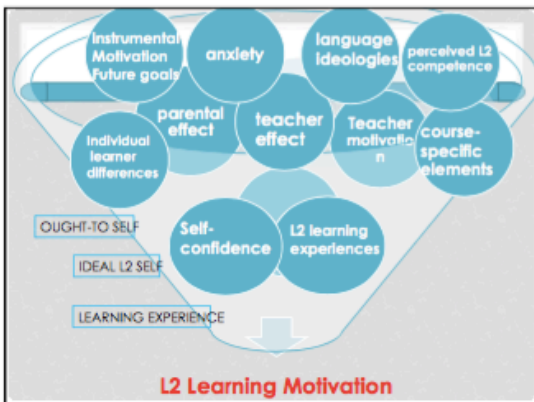 Instrumental
Motivation
Future goals
anxiety
language
ideologies
perceived L2
competence
parental
effect
teacher
effect
Teacher
motivatio
n
course-
specific
elements
Individual
learner
differences
OUGHT-TO SELF
Self-
confidence
L2 learning
experiences
IDEAL L2 SELF
LEARNING EXPERIENCE
L2 Learning Motivation